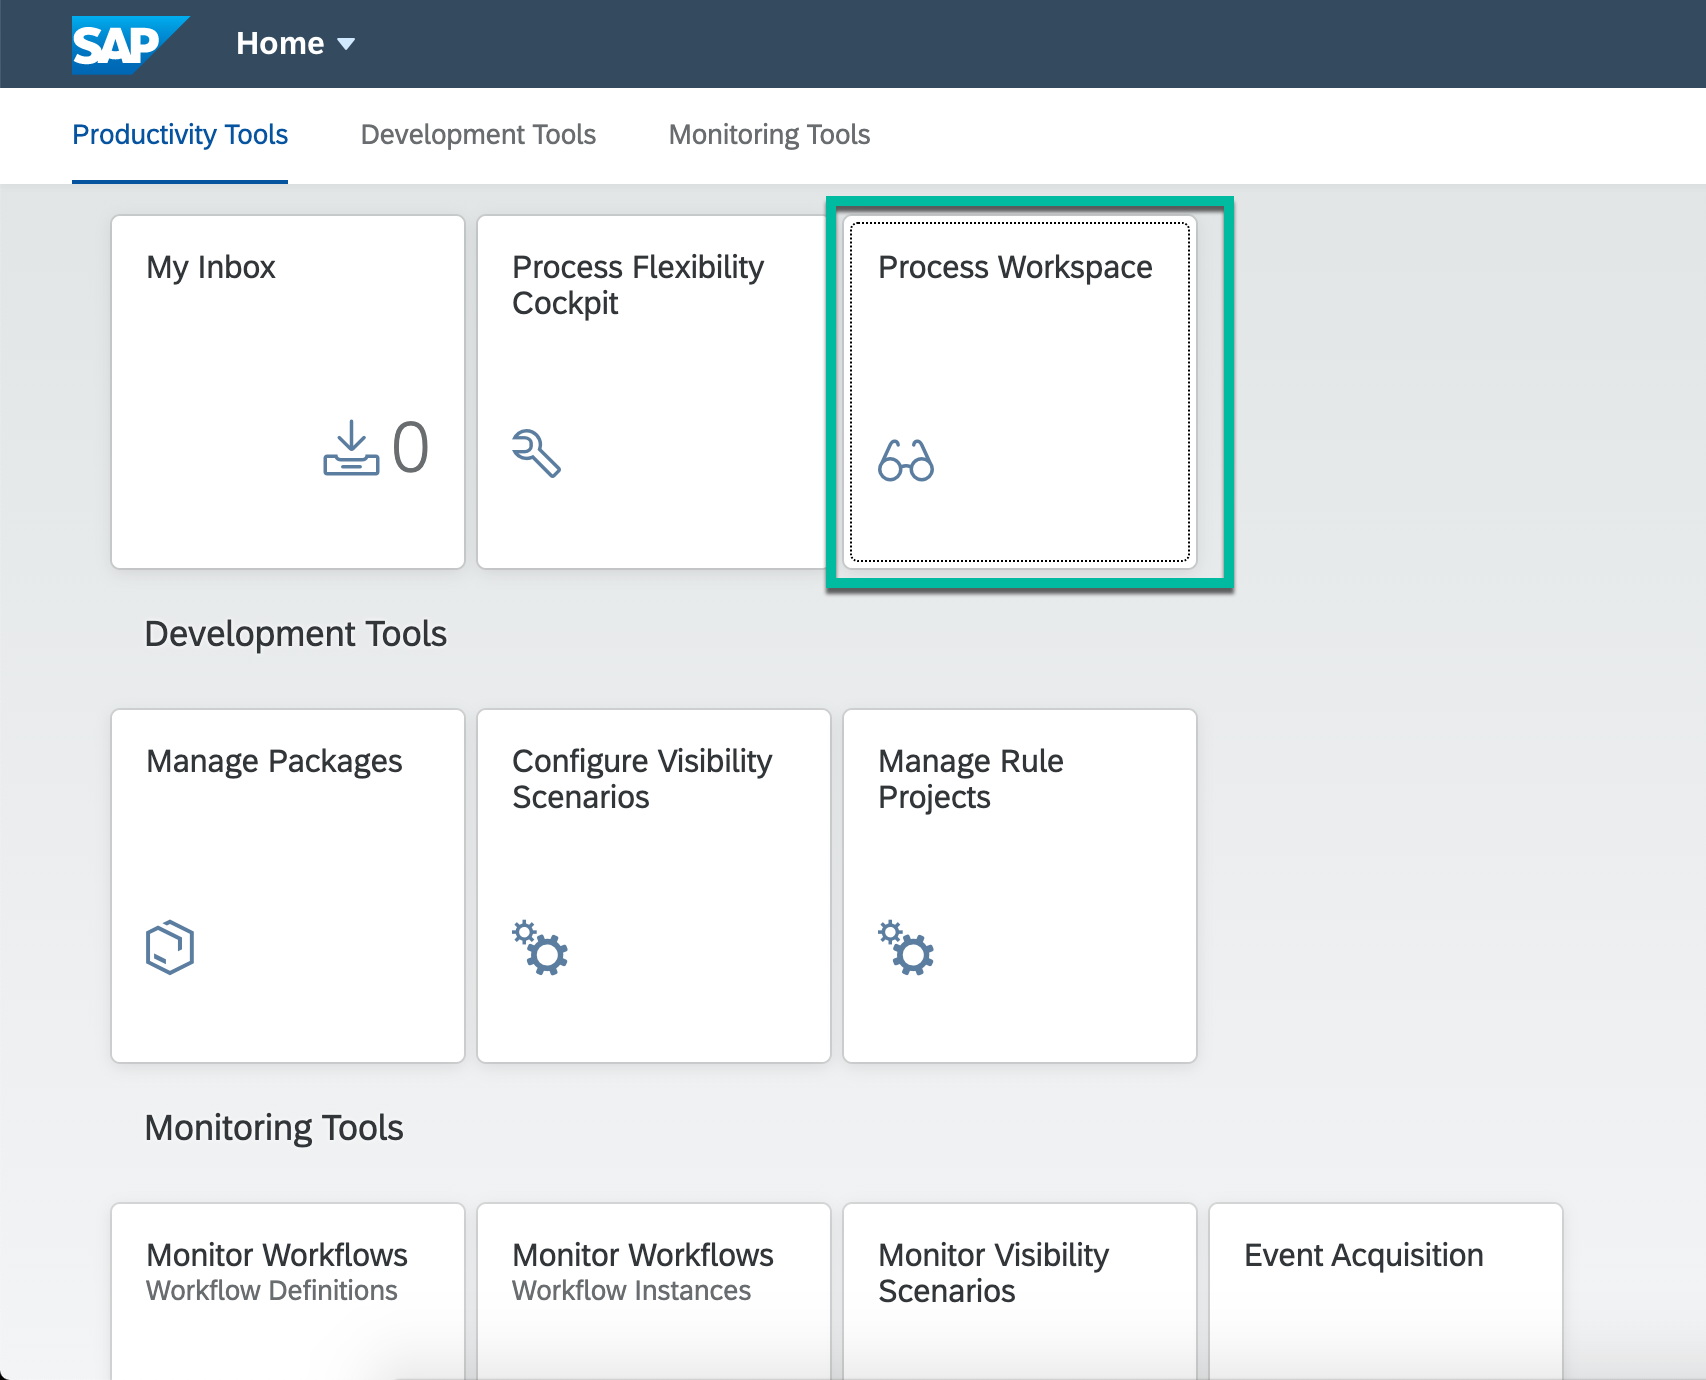 SAP
Home
Productivity Tools
Development Tools
Monitoring Tools
My Inbox
0
Process Flexibility
Cockpit
Process Workspace
Development Tools
Manage Packages
Configure Visibility
Scenarios
Manage Rule
Projects
Monitoring Tools
Monitor Workflows
Workflow Definitions
Monitor Workflows
Workflow Instances
Monitor Visibility
Scenarios
Event Acquisition